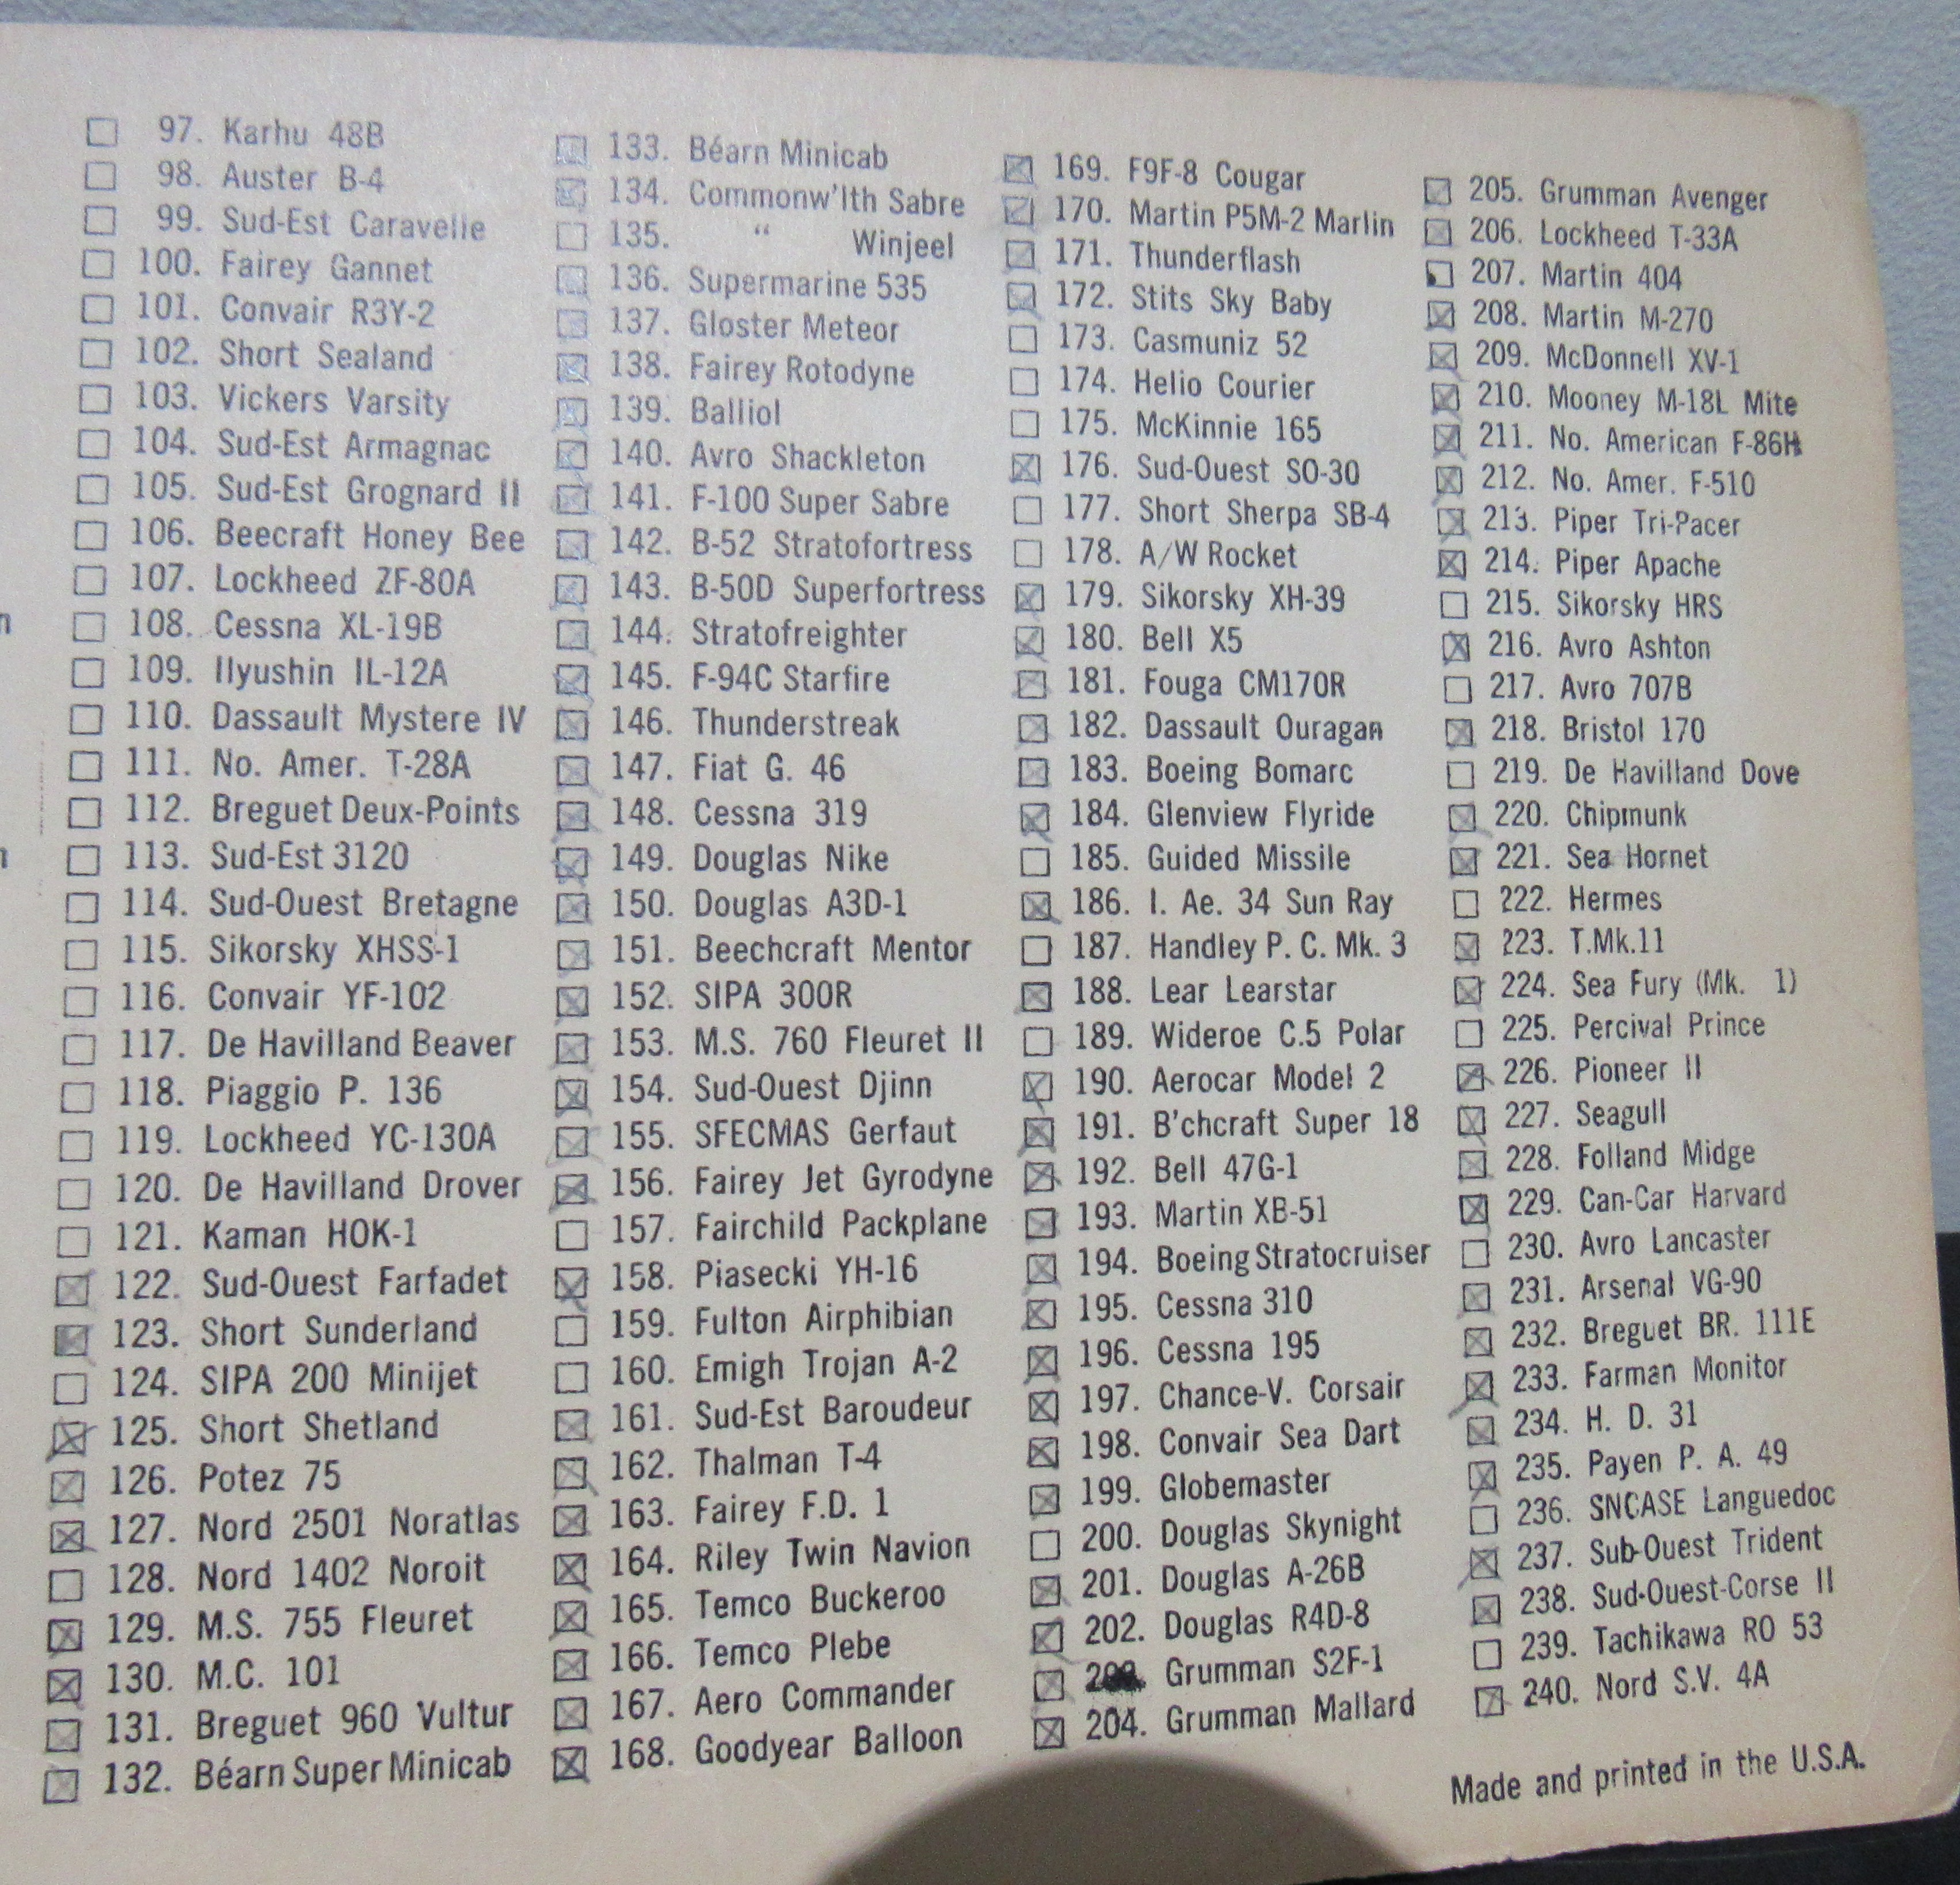 97. Karhu 48B
98. Auster B-4
99. Sud-Est Caravelle
100. Fairey Gannet
101. Convair R3Y-2
102. Short Sealand
103. Vickers Varsity
104. Sud-Est Armagnac
105. Sud-Est Grognard II
106. Beecraft Honey Bee
107. Lockheed ZF-80A
108. Cessna XL-19B
109. Ilyushin IL-12A
110. Dassault Mystere IV
111. No. Amer. T-28A
112. Breguet Deux-Points
113. Sud-Est 3120
114. Sud-Ouest Bretagne
115. Sikorsky XHSS-1
116. Convair YF-102
117. De Havilland Beaver
118. Piaggio P. 136
119. Lockheed YC-130A
120. De Havilland Drover
121. Kaman HOK-1
122. Sud-Ouest Farfadet
123. Short Sunderland
124. SIPA 200 Minijet
125. Short Shetland
126. Potez 75
127. Nord 2501 Noratlas
128. Nord 1402 Noroit
129. M.S. 755 Fleuret
130. M.C. 101
131. Breguet 960 Vultur
132. Béarn Super Minicab
133. Béarn Minicab
134. Commonw'lth Sabre
135. " Winjeel
136. Supermarine 535
137. Gloster Meteor
138. Fairey Rotodyne
139. Balliol
140. Avro Shackleton
141. F-100 Super Sabre
142. B-52 Stratofortress
143. B-50D Superfortress
144. Stratofreighter
145. F-94C Starfire
146. Thunderstreak
147. Fiat G. 46
148. Cessna 319
149. Douglas Nike
150. Douglas A3D-1
151. Beechcraft Mentor
152. SIPA 300R
153. M.S. 760 Fleuret II
154. Sud-Ouest Djinn
155. SFECMAS Gerfaut
156. Fairey Jet Gyrodyne
157. Fairchild Packplane
158. Piasecki YH-16
159. Fulton Airphibian
160. Emigh Trojan A-2
161. Sud-Est Baroudeur
162. Thalman T-4
163. Fairey F.D. 1
164. Riley Twin Navion
165. Temco Buckeroo
166. Temco Plebe
167. Aero Commander
168. Goodyear Balloon
169. F9F-8 Cougar
170. Martin P5M-2 Marlin
171. Thunderflash
172. Stits Sky Baby
173. Casmuniz 52
174. Helio Courier
175. McKinnie 165
176. Sud-Ouest SO-30
177. Short Sherpa SB-4
178. A/W Rocket
179. Sikorsky XH-39
180. Bell X5
181. Fouga CM170R
182. Dassault Ouragan
183. Boeing Bomarc
184. Glenview Flyride
185. Guided Missile
186. I. Ae. 34 Sun Ray
187. Handley P. C. Mk. 3
188. Lear Learstar
189. Wideroe C.5 Polar
190. Aerocar Model 2
191. B'chcraft Super 18
192. Bell 47G-1
193. Martin XB-51
194. Boeing Stratocruiser
195. Cessna 310
196. Cessna 195
197. Chance-V. Corsair
198. Convair Sea Dart
199. Globemaster
200. Douglas Skynight
201. Douglas A-26B
202. Douglas R4D-8
Grumman S2F-1
204. Grumman Mallard
205. Grumman Avenger
206. Lockheed T-33A
207. Martin 404
208. Martin M-270
209. McDonnell XV-1
210. Mooney M-18L Mite
211. No. American F-86H
212. No. Amer. F-510
213. Piper Tri-Pacer
214. Piper Apache
215. Sikorsky HRS
216. Avro Ashton
217. Avro 707B
218. Bristol 170
219. De Havilland Dove
220. Chipmunk
221. Sea Hornet
222. Hermes
223. T.Mk.11
224. Sea Fury (Mk. 1)
225. Percival Prince
226. Pioneer II
227. Seagull
228. Folland Midge
229. Can-Car Harvard
230. Avro Lancaster
231. Arsenal VG-90
232. Breguet BR. 111E
233. Farman Monitor
234. H. D. 31
235. Payen P. A. 49
236. SNCASE Languedoc
237. Sub-Ouest Trident
238. Sud-Ouest-Corse II
239. Tachikawa RO 53
240. Nord S.V. 4A
Made and printed in the U.S.A.